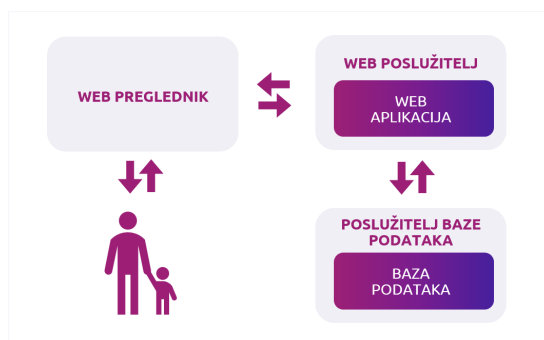 WEB PREGLEDNIK
WEB POSLUŽITELJ
WEB
APLIKACIJA
POSLUŽITELJ BAZE
PODATAKA
BAZA
PODATAKA